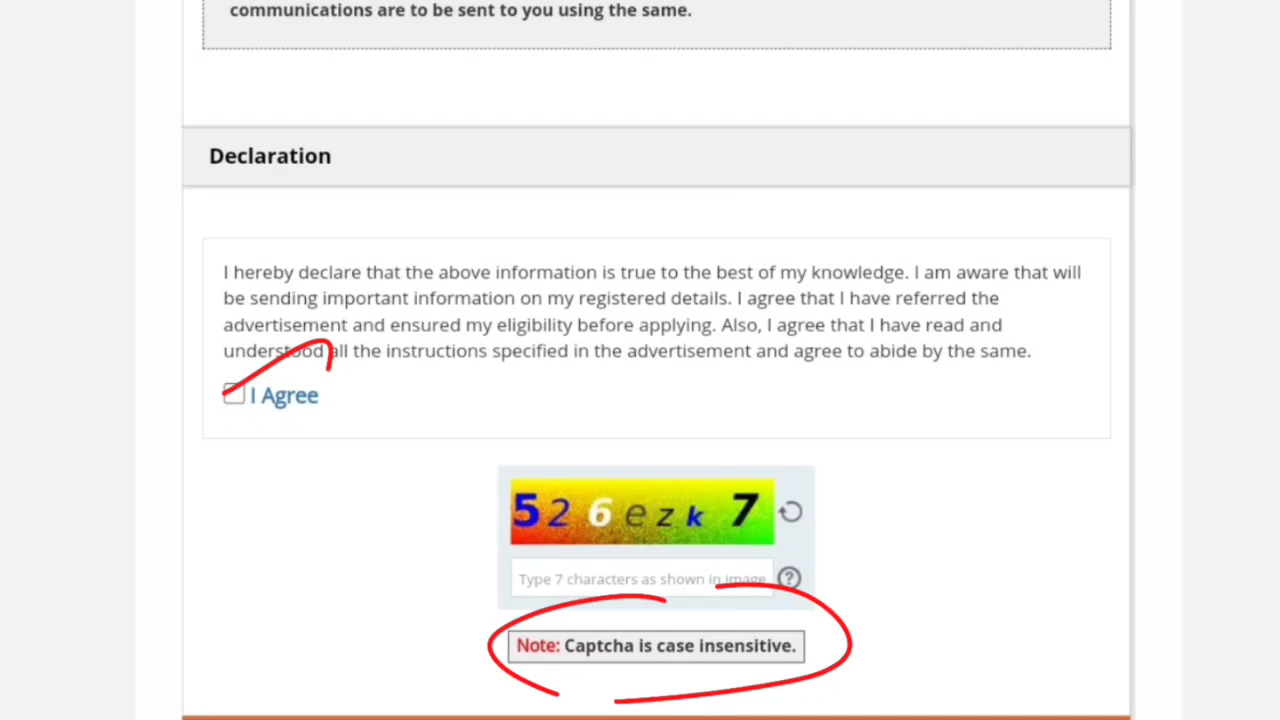 communications are to be sent to you using the same.
Declaration
I hereby declare that the above information is true to the best of my knowledge. I am aware that will
be sending important information on my registered details. I agree that I have referred the
advertisement and ensured my eligibility before applying. Also, I agree that I have read and
understood all the instructions specified in the advertisement and agree to abide by the same.
I Agree
526ezk7
Type 7 characters as shown in image
?
Note: Captcha is case insensitive.